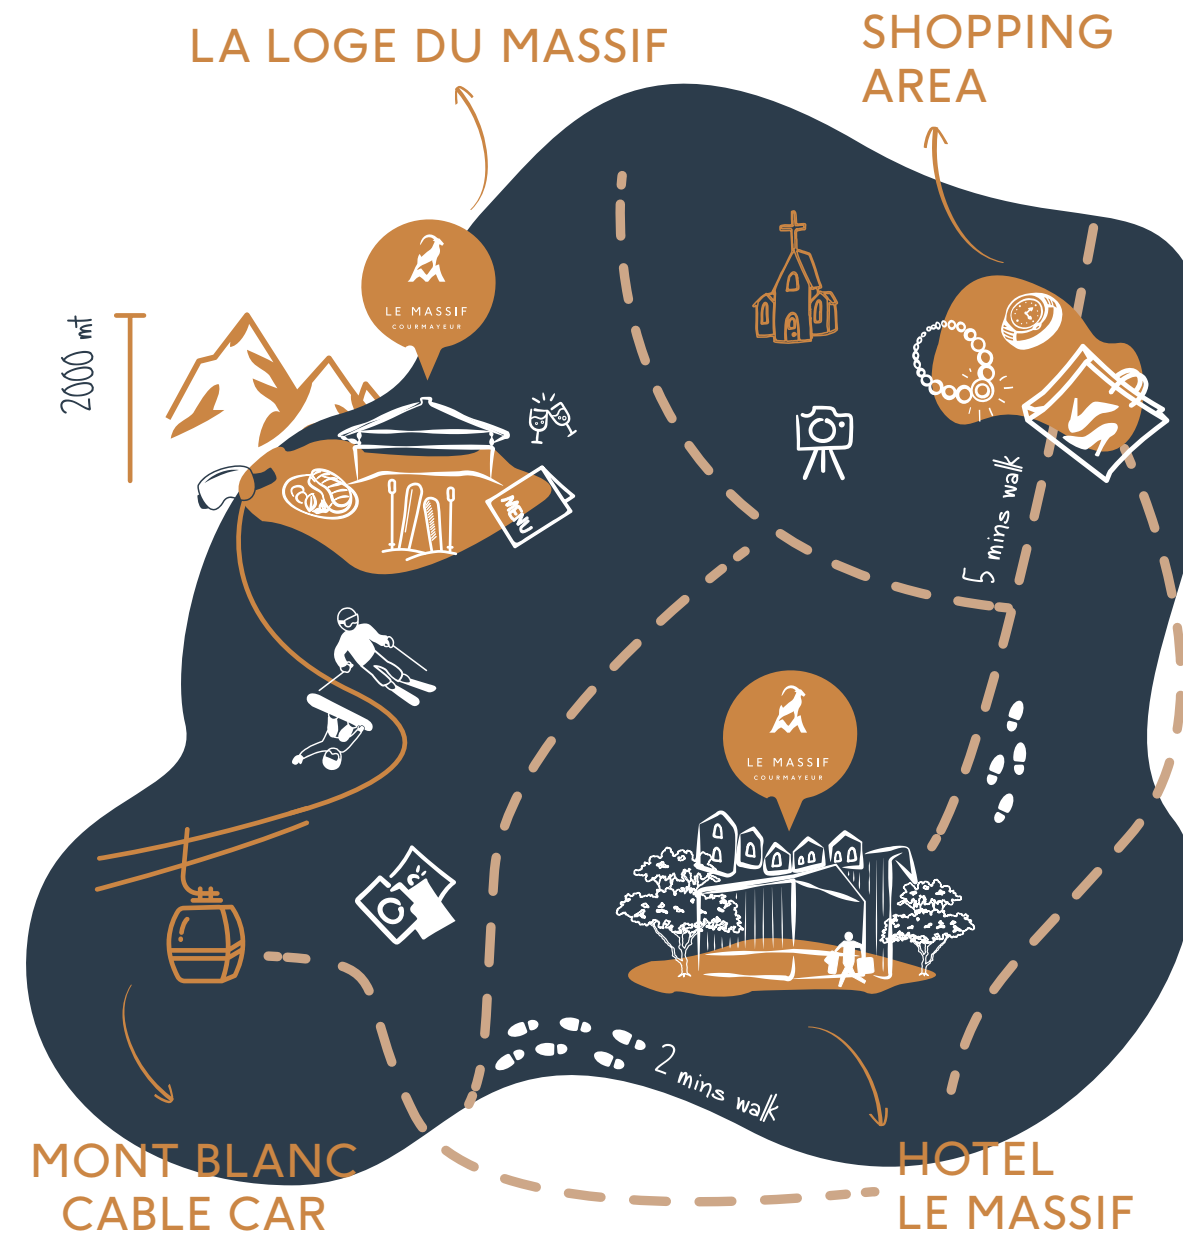 LA LOGE DU MASSIF
SHOPPING
AREA
LE MASSIF
COURMAYEUR
2000 mt
MENU
5 mins walk
LE MASSIF
COURMAYEUR
2 mins walk
MONT BLANC
CABLE CAR
HOTEL
LE MASSIF